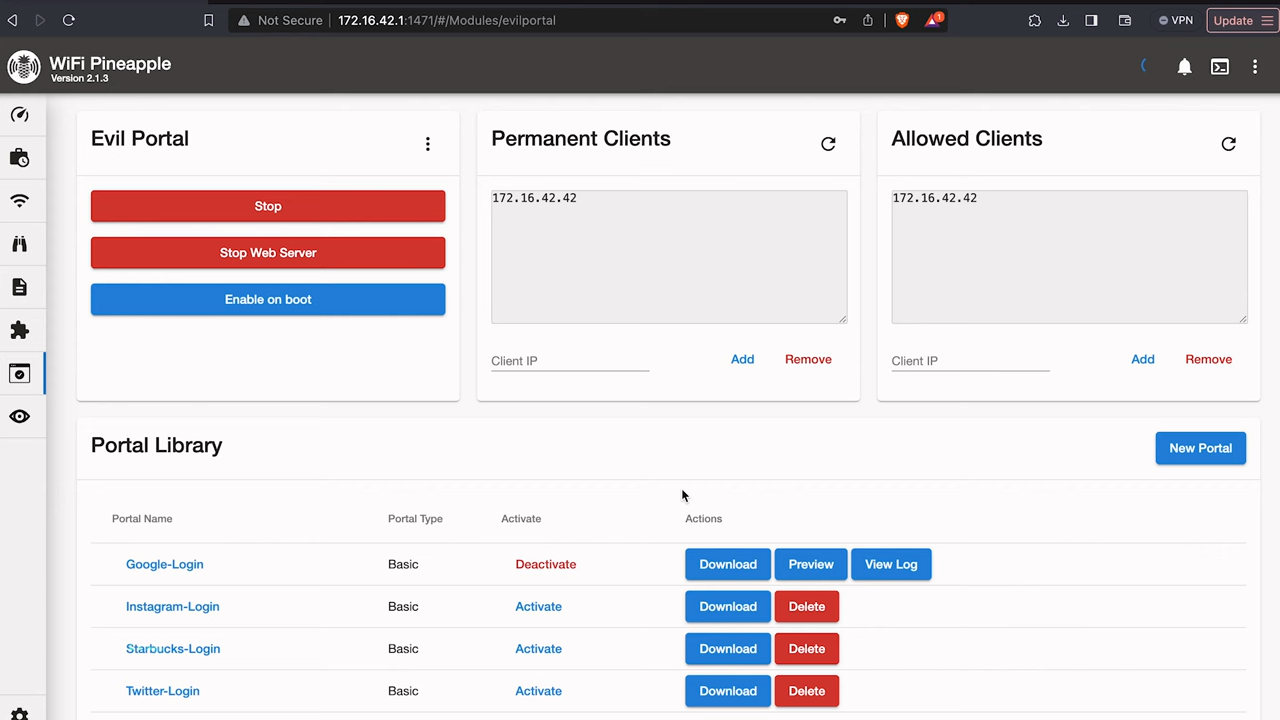 Not Secure 172.16.42.1:1471/#/Modules/evilportal 1 VPN Update
WiFi Pineapple
Version 2.1.3
Evil Portal
Stop
Stop Web Server
Enable on boot
Permanent Clients
172.16.42.42
Client IP Add Remove
Allowed Clients
172.16.42.42
Client IP Add Remove
Portal Library New Portal
Portal Name Portal Type Activate Actions
Google-Login Basic Deactivate Download Preview View Log
Instagram-Login Basic Activate Download Delete
Starbucks-Login Basic Activate Download Delete
Twitter-Login Basic Activate Download Delete